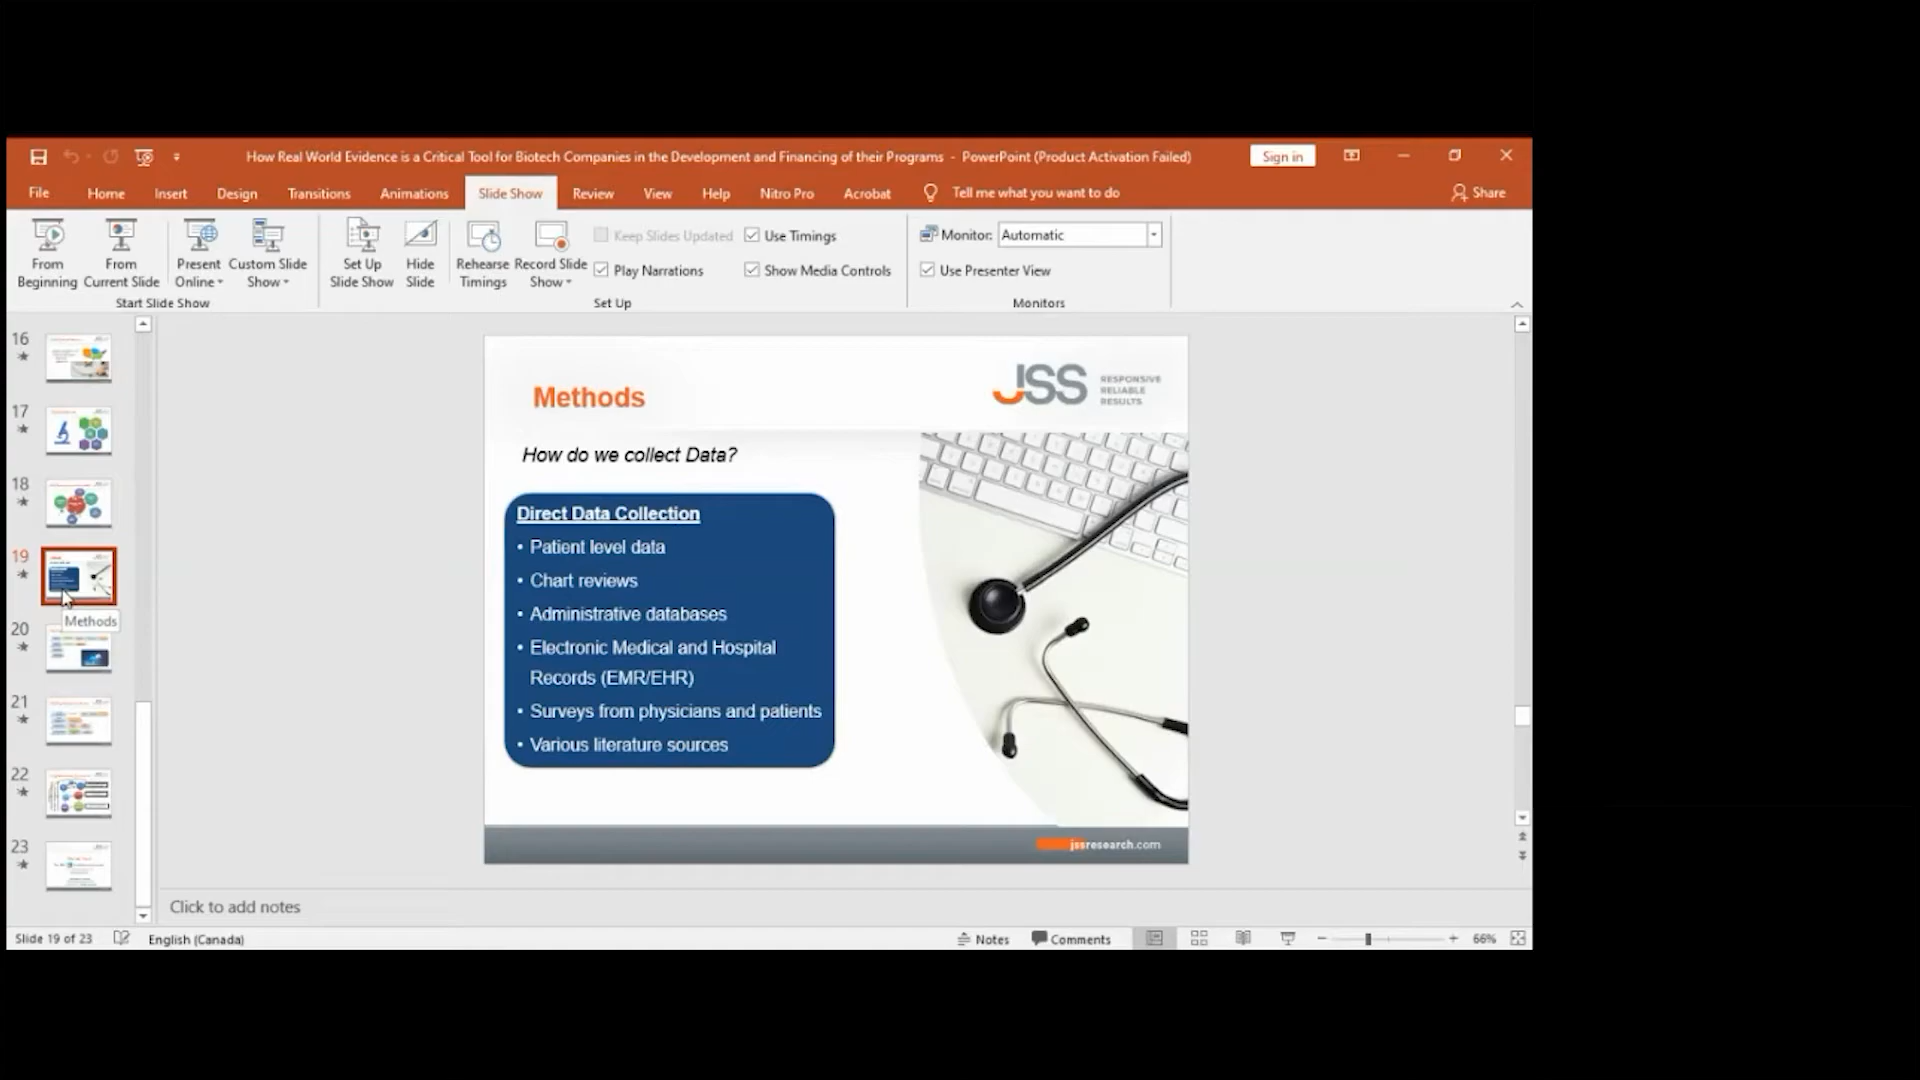 How Real World Evidence is a Critical Tool for Biotech Companies in the Development and Financing of their Programs - PowerPoint (Product Activation Failed)
Sign in
File Home Insert Design Transitions Animations Slide Show Review View Help Nitro Pro Acrobat Tell me what you want to do Share
From Beginning
From Current Slide
Present Online
Custom Slide Show
Start Slide Show
Set Up Slide Show
Hide Slide
Rehearse Timings
Record Slide Show
Keep Slides Updated
Play Narrations
Use Timings
Show Media Controls
Set Up
Monitor: Automatic
Use Presenter View
Monitors
16
17
18
19
Methods
20
21
22
23
Methods
JSS
RESPONSIVE
RELIABLE
RESULTS
How do we collect Data?
Direct Data Collection
• Patient level data
• Chart reviews
• Administrative databases
• Electronic Medical and Hospital
Records (EMR/EHR)
• Surveys from physicians and patients
• Various literature sources
jssresearch.com
Click to add notes
Slide 19 of 23 English (Canada) Notes Comments 66%